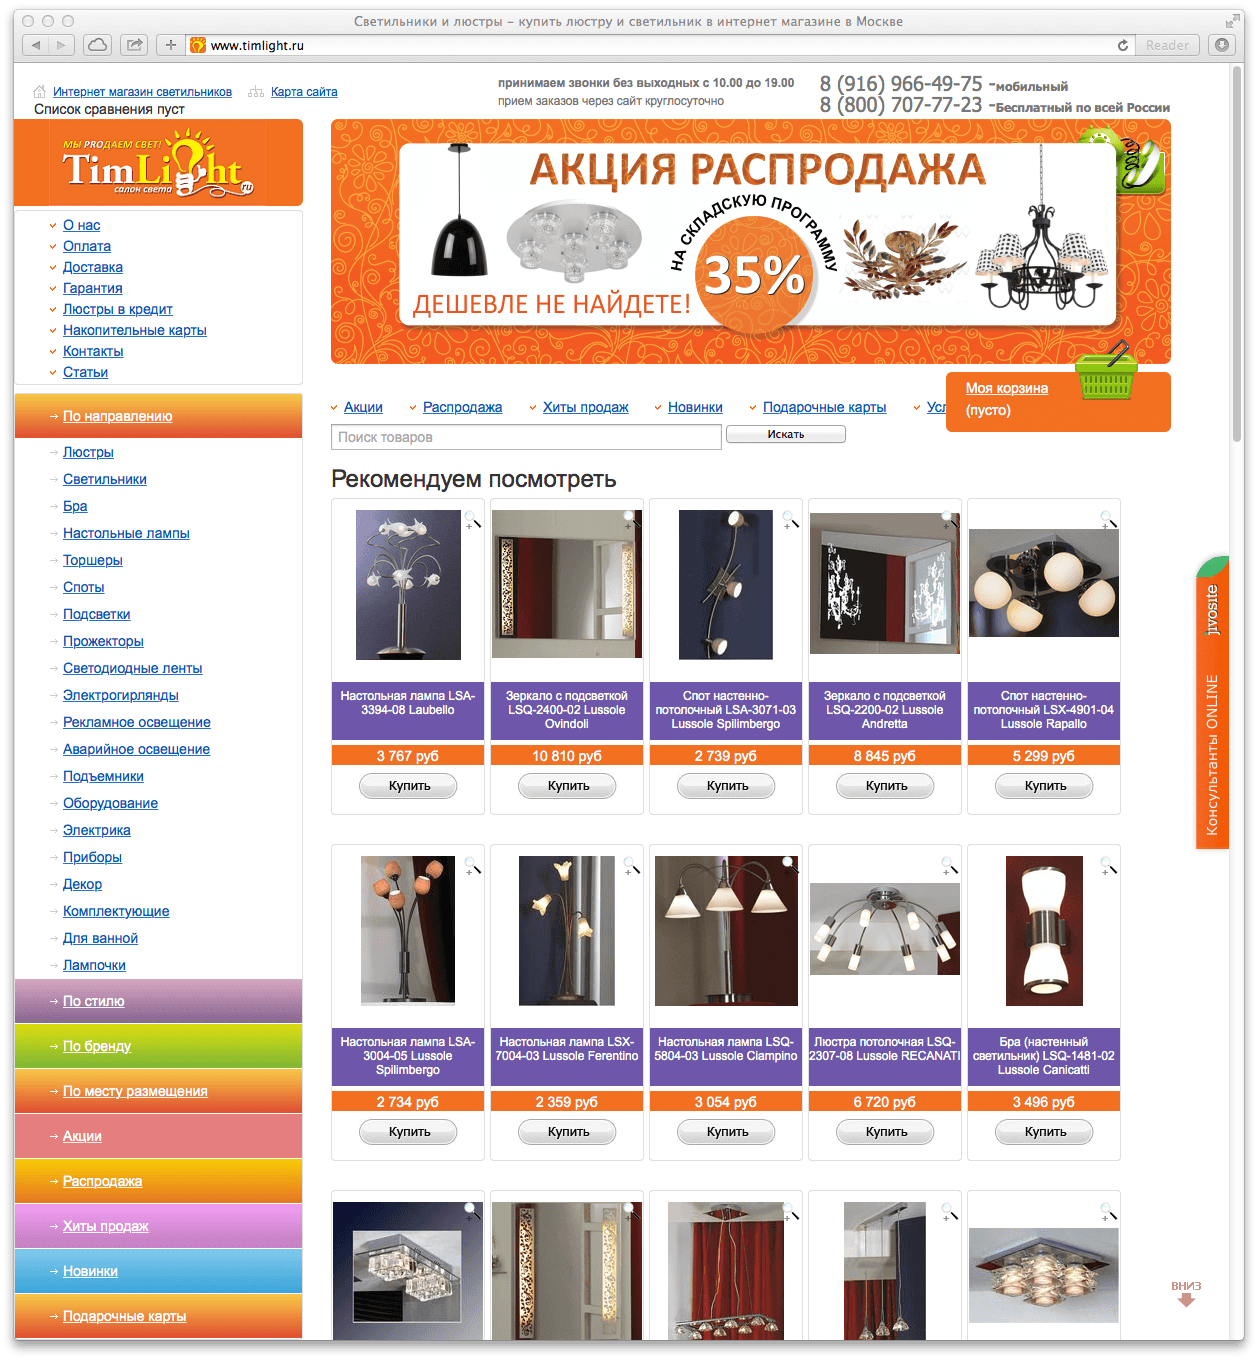 Светильники и люстры – купить люстру и светильник в интернет магазине в Москве
www.timlight.ru
Reader
Интернет магазин светильников
Карта сайта
Список сравнения пуст
принимаем звонки без выходных с 10.00 до 19.00
прием заказов через сайт круглосуточно
8 (916) 966-49-75 -мобильный
8 (800) 707-77-23 -Бесплатный по всей России
МЫ PROДАЕМ СВЕТ!
TimLight.ru
салон света
АКЦИЯ РАСПРОДАЖА
НА СКЛАДСКУЮ ПРОГРАММУ
35%
ДЕШЕВЛЕ НЕ НАЙДЕТЕ!
О нас
Оплата
Доставка
Гарантия
Люстры в кредит
Накопительные карты
Контакты
Статьи
Моя корзина
(пусто)
Акции
Распродажа
Хиты продаж
Новинки
Подарочные карты
Усл
Поиск товаров
Искать
По направлению
Люстры
Светильники
Бра
Настольные лампы
Торшеры
Споты
Подсветки
Прожекторы
Светодиодные ленты
Электрогирлянды
Рекламное освещение
Аварийное освещение
Подъемники
Оборудование
Электрика
Приборы
Декор
Комплектующие
Для ванной
Лампочки
По стилю
По бренду
По месту размещения
Акции
Распродажа
Хиты продаж
Новинки
Подарочные карты
Рекомендуем посмотреть
Настольная лампа LSA-
3394-08 Laubello
3 767 руб
Купить
Зеркало с подсветкой
LSQ-2400-02 Lussole
Ovindoli
10 810 руб
Купить
Спот настенно-
потолочный LSA-3071-03
Lussole Spilimbergo
2 739 руб
Купить
Зеркало с подсветкой
LSQ-2200-02 Lussole
Andretta
8 845 руб
Купить
Спот настенно-
потолочный LSX-4901-04
Lussole Rapallo
5 299 руб
Купить
Настольная лампа LSA-
3004-05 Lussole
Spilimbergo
2 734 руб
Купить
Настольная лампа LSX-
7004-03 Lussole Ferentino
2 359 руб
Купить
Настольная лампа LSQ-
5804-03 Lussole Ciampino
3 054 руб
Купить
Люстра потолочная LSQ-
2307-08 Lussole RECANATI
6 720 руб
Купить
Бра (настенный
светильник) LSQ-1481-02
Lussole Canicatti
3 496 руб
Купить
jivosite
Консультанты ONLINE
ВНИЗ